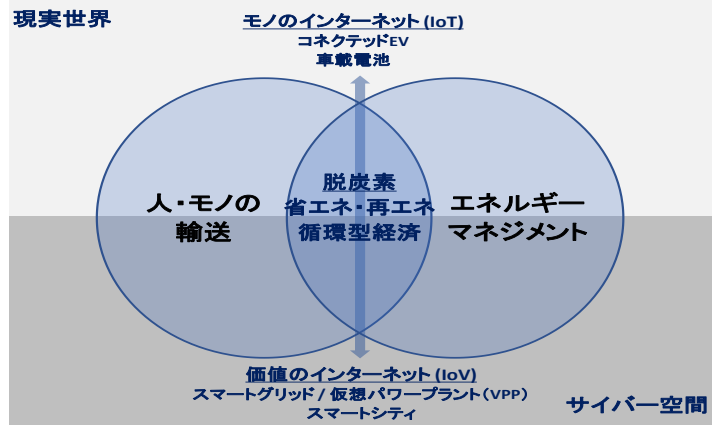 現実世界
モノのインターネット(IoT)
コネクテッドEV
車載電池
人・モノの
輸送
脱炭素
省エネ・再エネ
循環型経済
エネルギー
マネジメント
価値のインターネット(IoV)
スマートグリッド / 仮想パワープラント(VPP)
スマートシティ
サイバー空間